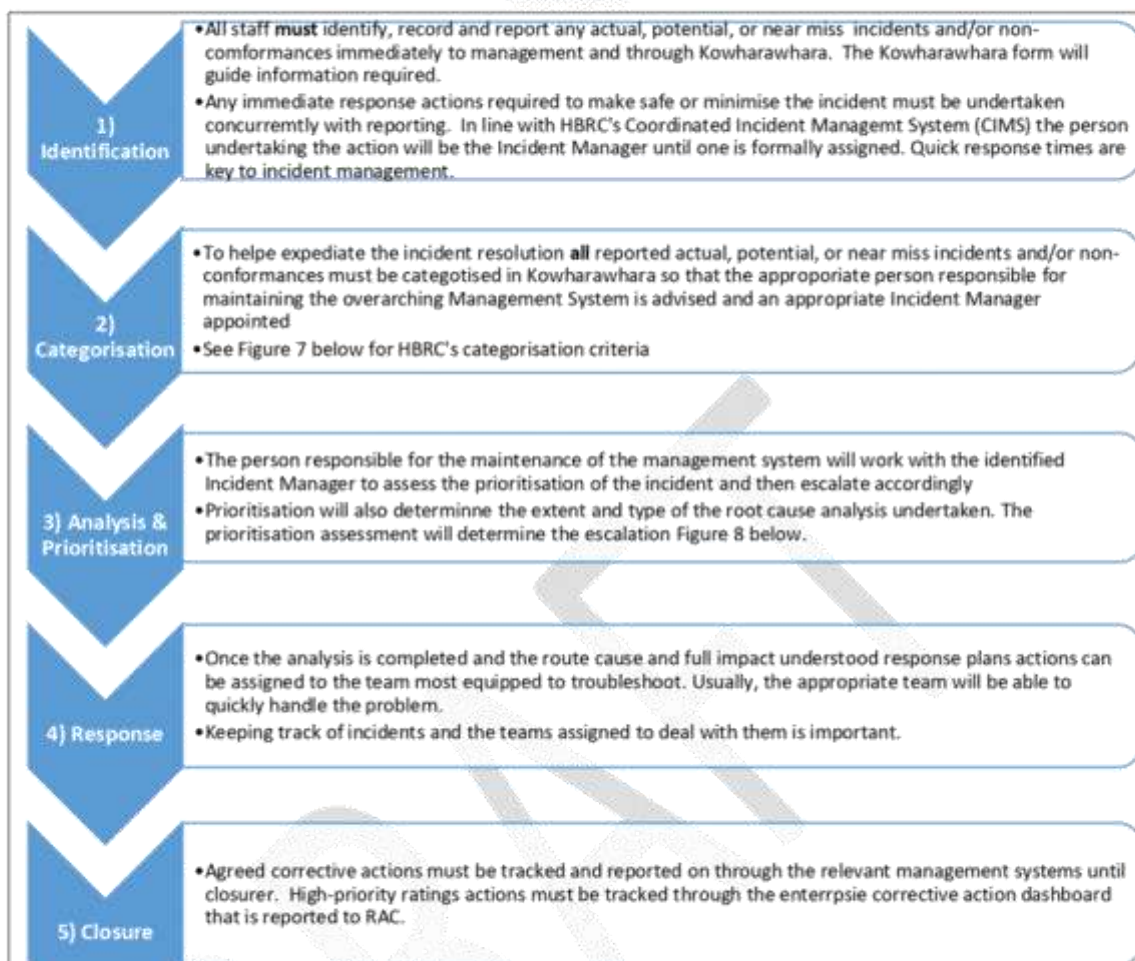 1)
Identification
•All staff must identify, record and report any actual, potential, or near miss incidents and/or non-
comformances immediately to management and through Kowharawhara. The Kowharawhara form will
guide information required.
•Any immediate response actions required to make safe or minimise the incident must be undertaken
concurremtly with reporting. In line with HBRC's Coordinated Incident Managemt System (CIMS) the person
undertaking the action will be the Incident Manager until one is formally assigned. Quick response times are
key to incident management.
2)
Categorisation
•To helpe expediate the incident resolution all reported actual, potential, or near miss incidents and/or non-
conformances must be categotised in Kowharawhara so that the approporiate person responsible for
maintaining the overarching Management System is advised and an appropriate Incident Manager
appointed
•See Figure 7 below for HBRC's categorisation criteria
3) Analysis &
Prioritisation
•The person responsible for the maintenance of the management system will work with the identified
Incident Manager to assess the prioritisation of the incident and then escalate accordingly
•Prioritisation will also determinne the extent and type of the root cause analysis undertaken. The
prioritisation assessment will determine the escalation Figure 8 below.
4) Response
•Once the analysis is completed and the route cause and full impact understood response plans actions can
be assigned to the team most equipped to troubleshoot. Usually, the appropriate team will be able to
quickly handle the problem.
•Keeping track of incidents and the teams assigned to deal with them is important.
5) Closure
•Agreed corrective actions must be tracked and reported on through the relevant management systems until
closurer. High-priority ratings actions must be tracked through the enterrpsie corrective action dashboard
that is reported to RAC.